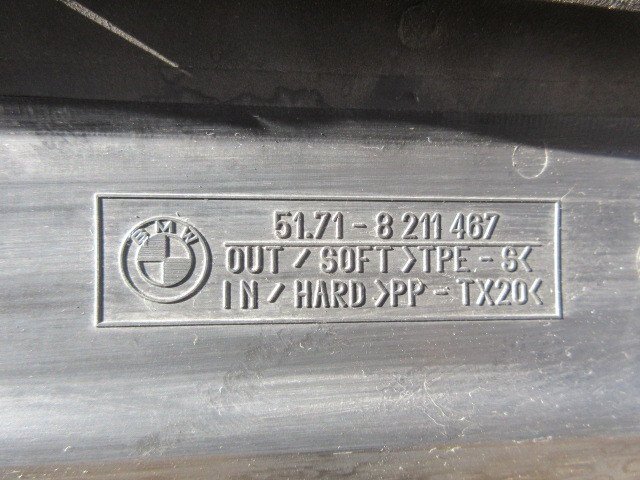 BMW
51.71 - 8 211 467
OUT / SOFT >TPE - S<
IN / HARD >PP - TX20<